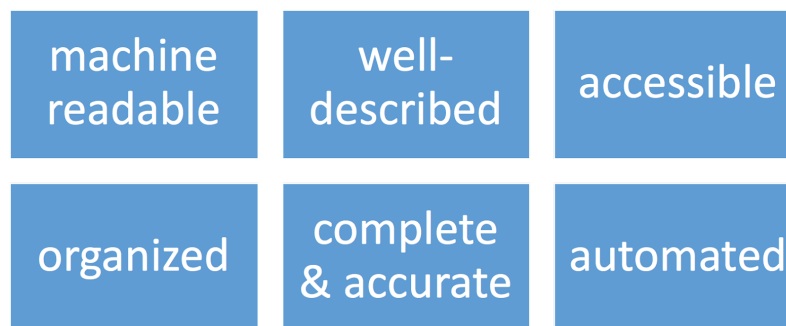 machine
readable
well-
described
accessible
organized
complete
& accurate
automated